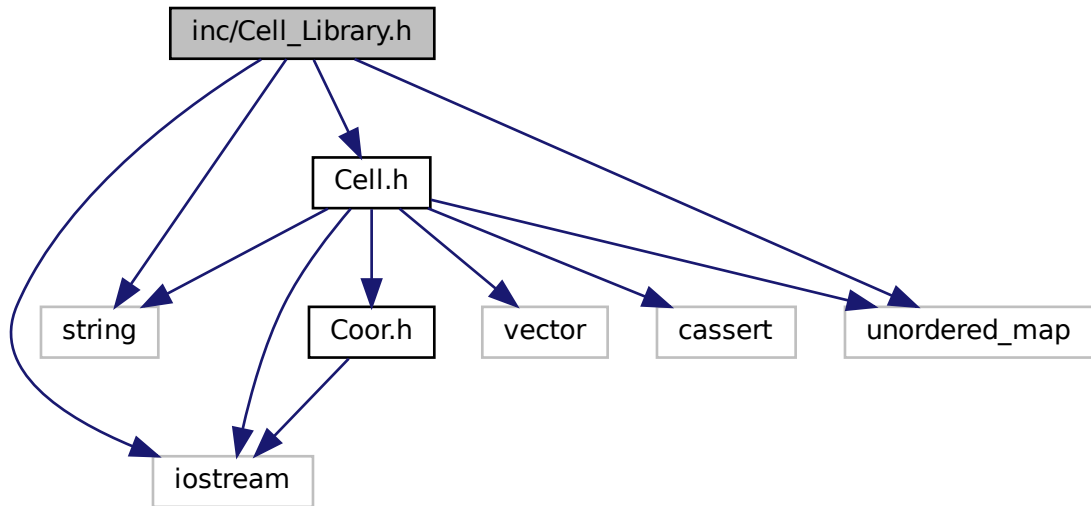 inc/Cell_Library.h
Cell.h
string
Coor.h
vector
cassert
unordered_map
iostream